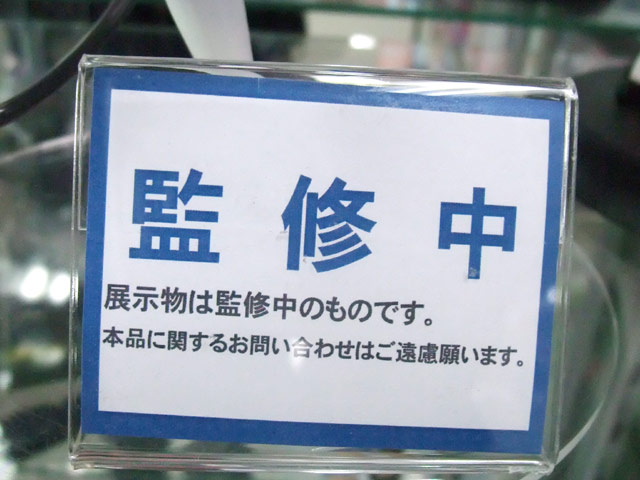 監修中
展示物は監修中のものです。
本品に関するお問い合わせはご遠慮願います。